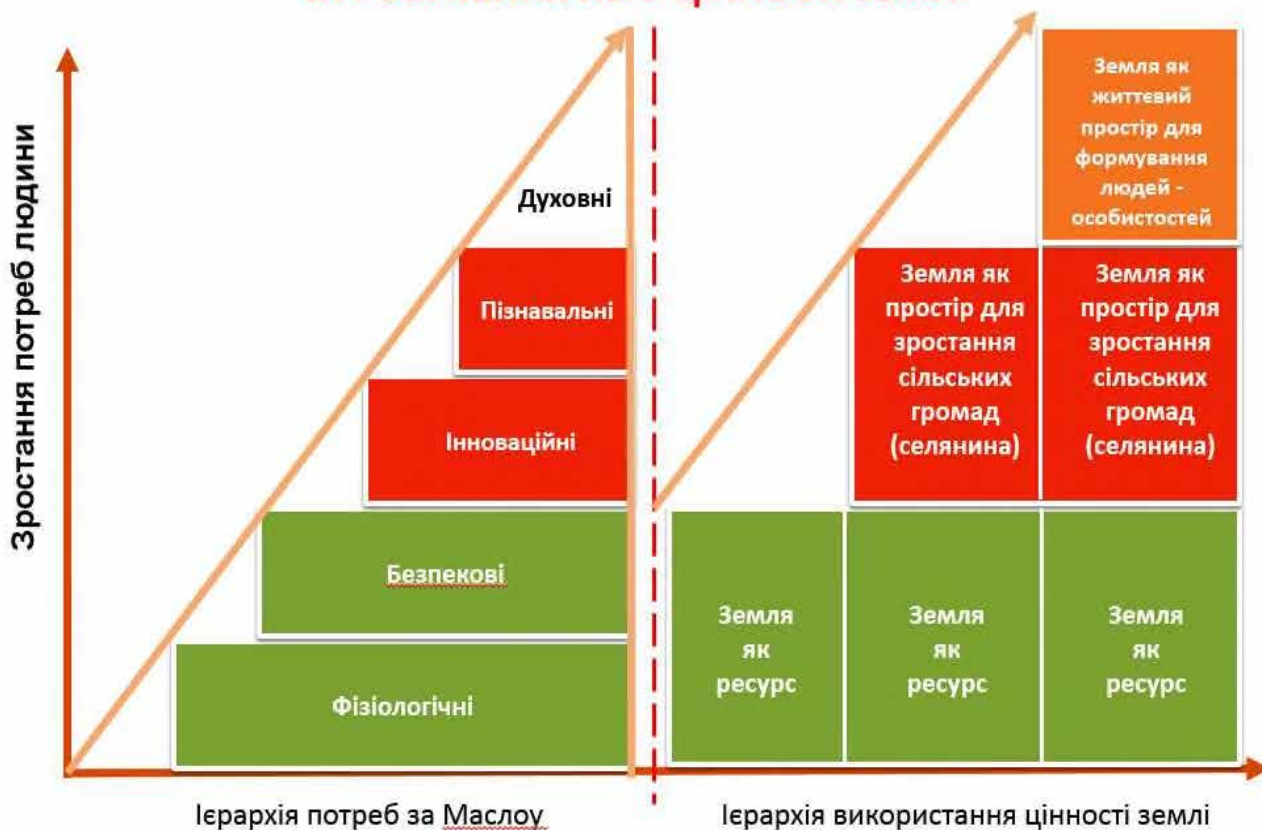 Зростання потреб людини
Духовні
Пізнавальні
Інноваційні
Безпекові
Фізіологічні
Ієрархія потреб за Маслоу
Земля як
життєвий
простір для
формування
людей -
особистостей
Земля як
простір для
зростання
сільських
громад
(селянина)
Земля як
простір для
зростання
сільських
громад
(селянина)
Земля
як
ресурс
Земля
як
ресурс
Земля
як
ресурс
Ієрархія використання цінності землі